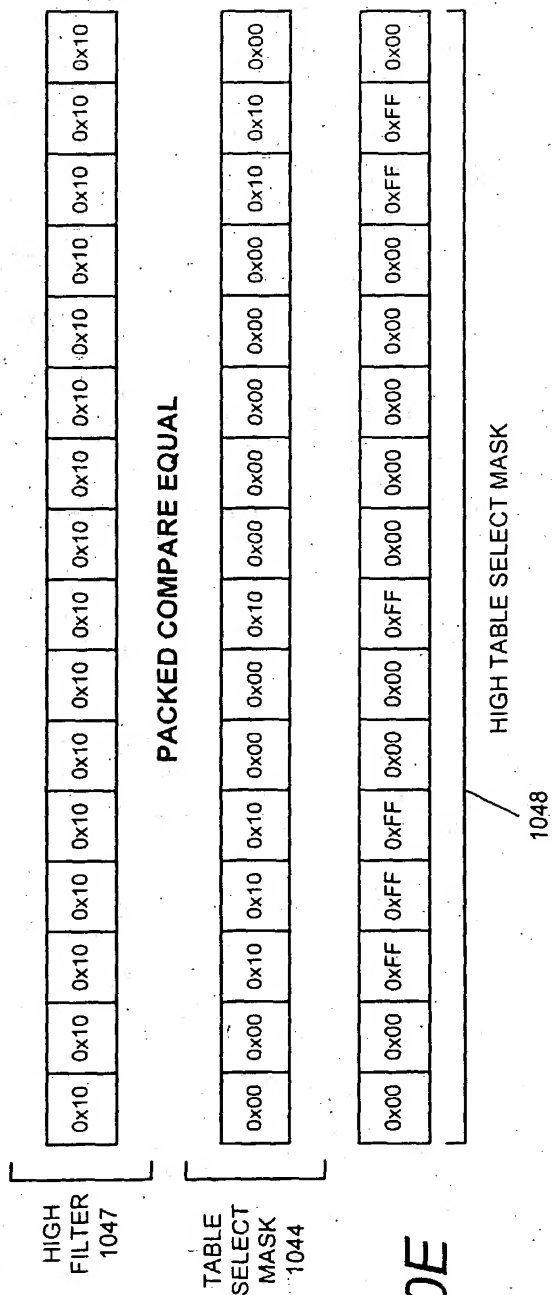 HIGH
FILTER
1047
0x10 0x10 0x10 0x10 0x10 0x10 0x10 0x10 0x10 0x10 0x10 0x10 0x10 0x10 0x10 0x10
PACKED COMPARE EQUAL
TABLE
SELECT
MASK
1044
0x00 0x00 0x10 0x10 0x10 0x00 0x00 0x10 0x00 0x00 0x00 0x00 0x00 0x10 0x10 0x00
0x00 0x00 0xFF 0xFF 0xFF 0x00 0x00 0xFF 0x00 0x00 0x00 0x00 0x00 0xFF 0xFF 0x00
HIGH TABLE SELECT MASK
1048
0E